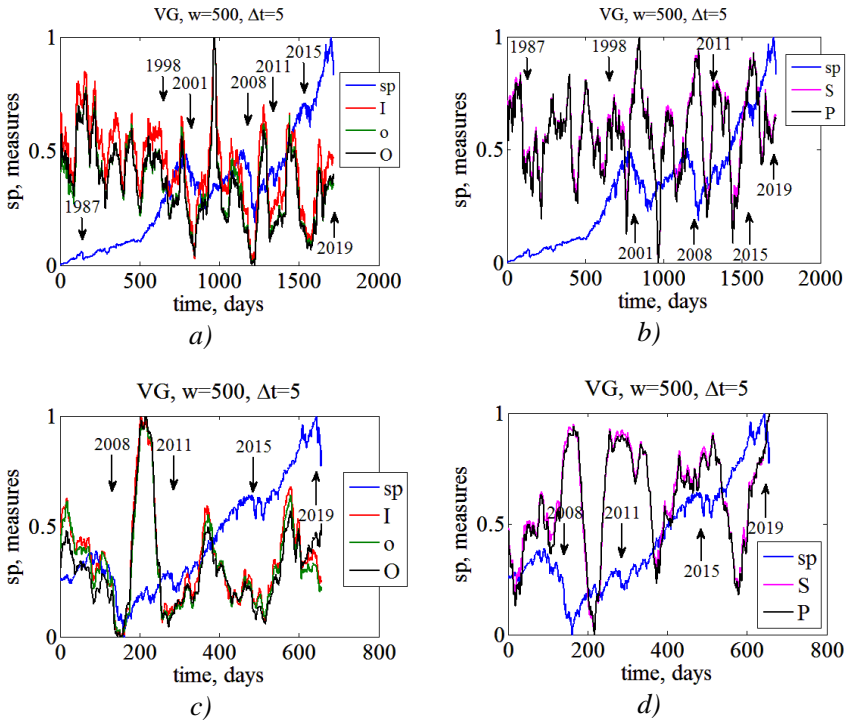 VG, w=500, Δt=5
sp, measures
1
0.5
0
0 500 1000 1500 2000
time, days
1987
1998
2001
2008
2011
2015
2019
sp
I
o
O
a)
VG, w=500, Δt=5
sp, measures
1
0.5
0
0 500 1000 1500 2000
time, days
1987
1998
2011
2001
2008
2015
2019
sp
S
P
b)
VG, w=500, Δt=5
sp, measures
1
0.5
0
0 200 400 600 800
time, days
2008
2011
2015
2019
sp
I
o
O
c)
VG, w=500, Δt=5
sp, measures
1
0.5
0
0 200 400 600 800
time, days
2008
2011
2015
2019
sp
S
P
d)